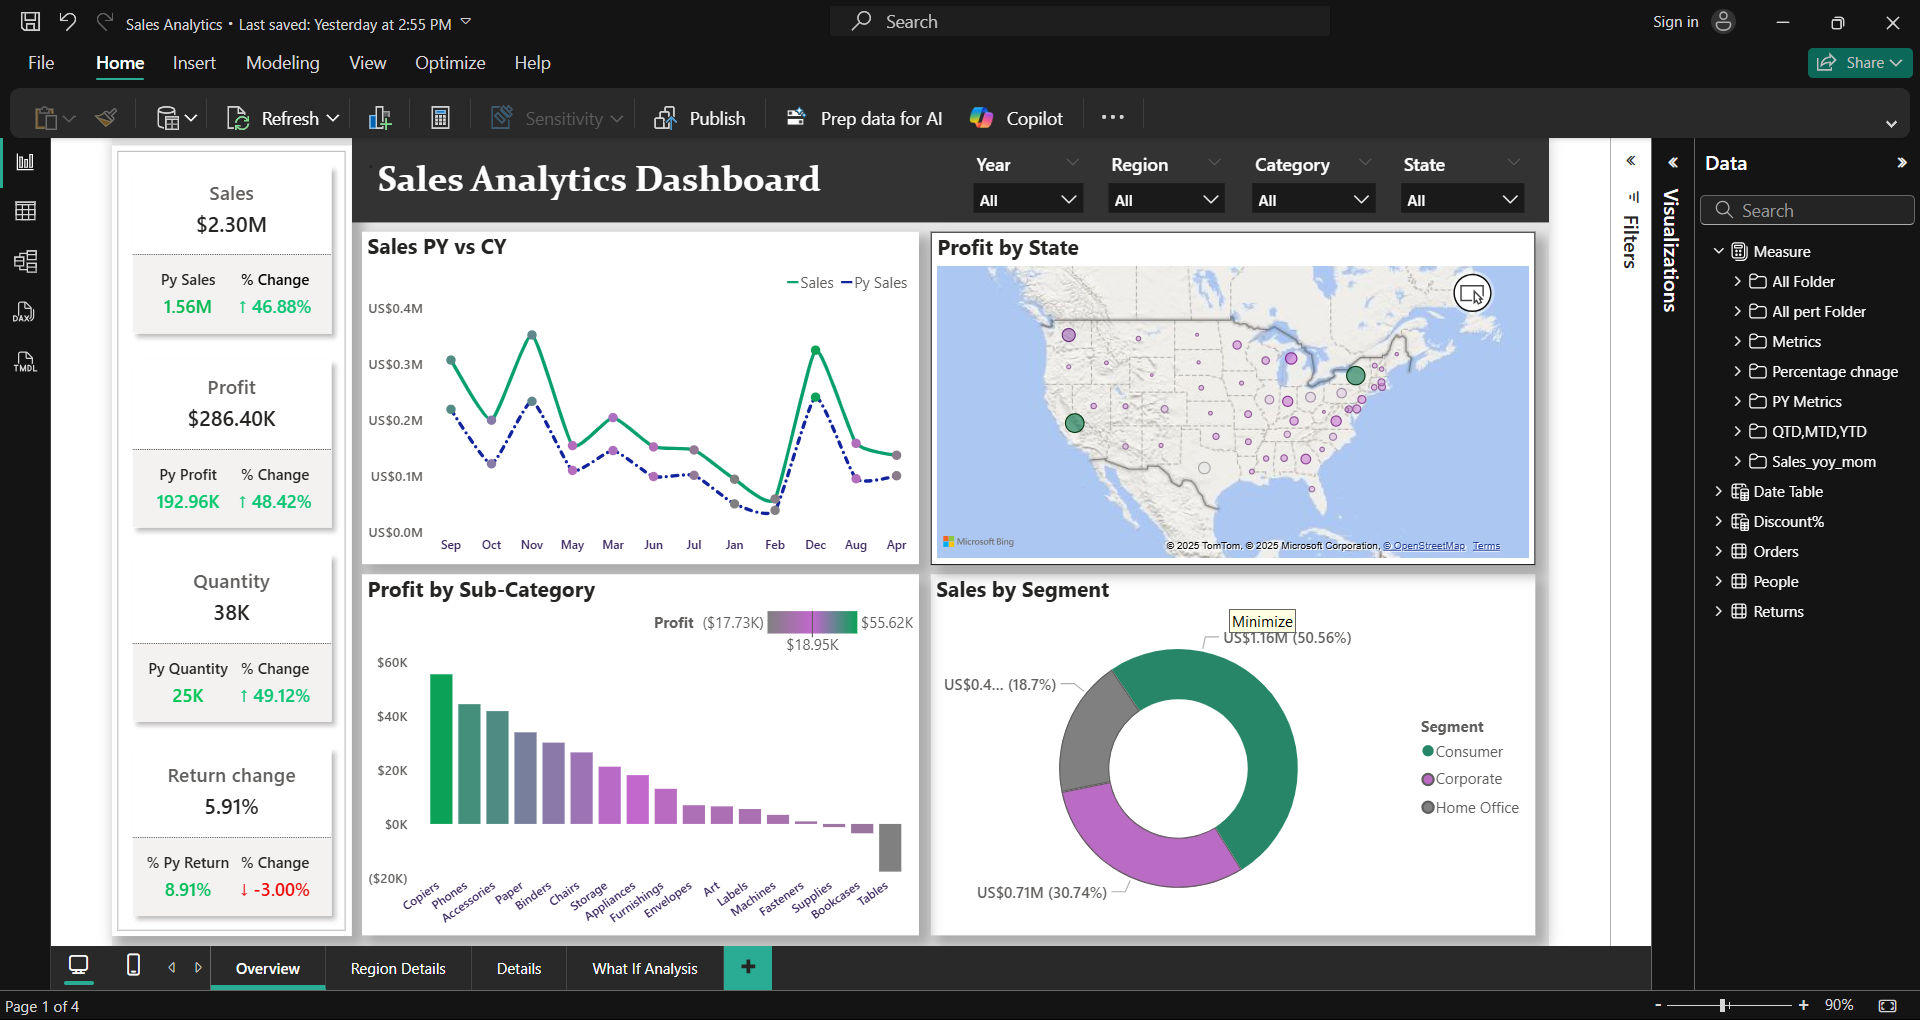 Sales Analytics • Last saved: Yesterday at 2:55 PM
Search
Sign in
File Home Insert Modeling View Optimize Help
Share
Refresh
Sensitivity
Publish
Prep data for AI
Copilot
DAX
TMDL
Sales
$2.30M
Py Sales % Change
1.56M ↑ 46.88%
Profit
$286.40K
Py Profit % Change
192.96K ↑ 48.42%
Quantity
38K
Py Quantity % Change
25K ↑ 49.12%
Return change
5.91%
% Py Return % Change
8.91% ↓ -3.00%
Sales Analytics Dashboard
Year Region Category State
All All All All
Sales PY vs CY
Sales Py Sales
US$0.4M
US$0.3M
US$0.2M
US$0.1M
US$0.0M
Sep Oct Nov May Mar Jun Jul Jan Feb Dec Aug Apr
Profit by State
Microsoft Bing
© 2025 TomTom, © 2025 Microsoft Corporation, © OpenStreetMap Terms
Profit by Sub-Category
Profit ($17.73K) $55.62K
$18.95K
$60K
$40K
$20K
$0K
($20K)
Copiers Phones Accessories Paper Binders Chairs Storage Appliances Furnishings Envelopes Art Labels Machines Fasteners Supplies Bookcases Tables
Sales by Segment
Minimize
US$1.16M (50.56%)
US$0.4... (18.7%)
US$0.71M (30.74%)
Segment
Consumer
Corporate
Home Office
Filters
Visualizations
Data
Search
Measure
All Folder
All pert Folder
Metrics
Percentage chnage
PY Metrics
QTD,MTD,YTD
Sales_yoy_mom
Date Table
Discount%
Orders
People
Returns
Overview Region Details Details What If Analysis +
Page 1 of 4
- + 90%